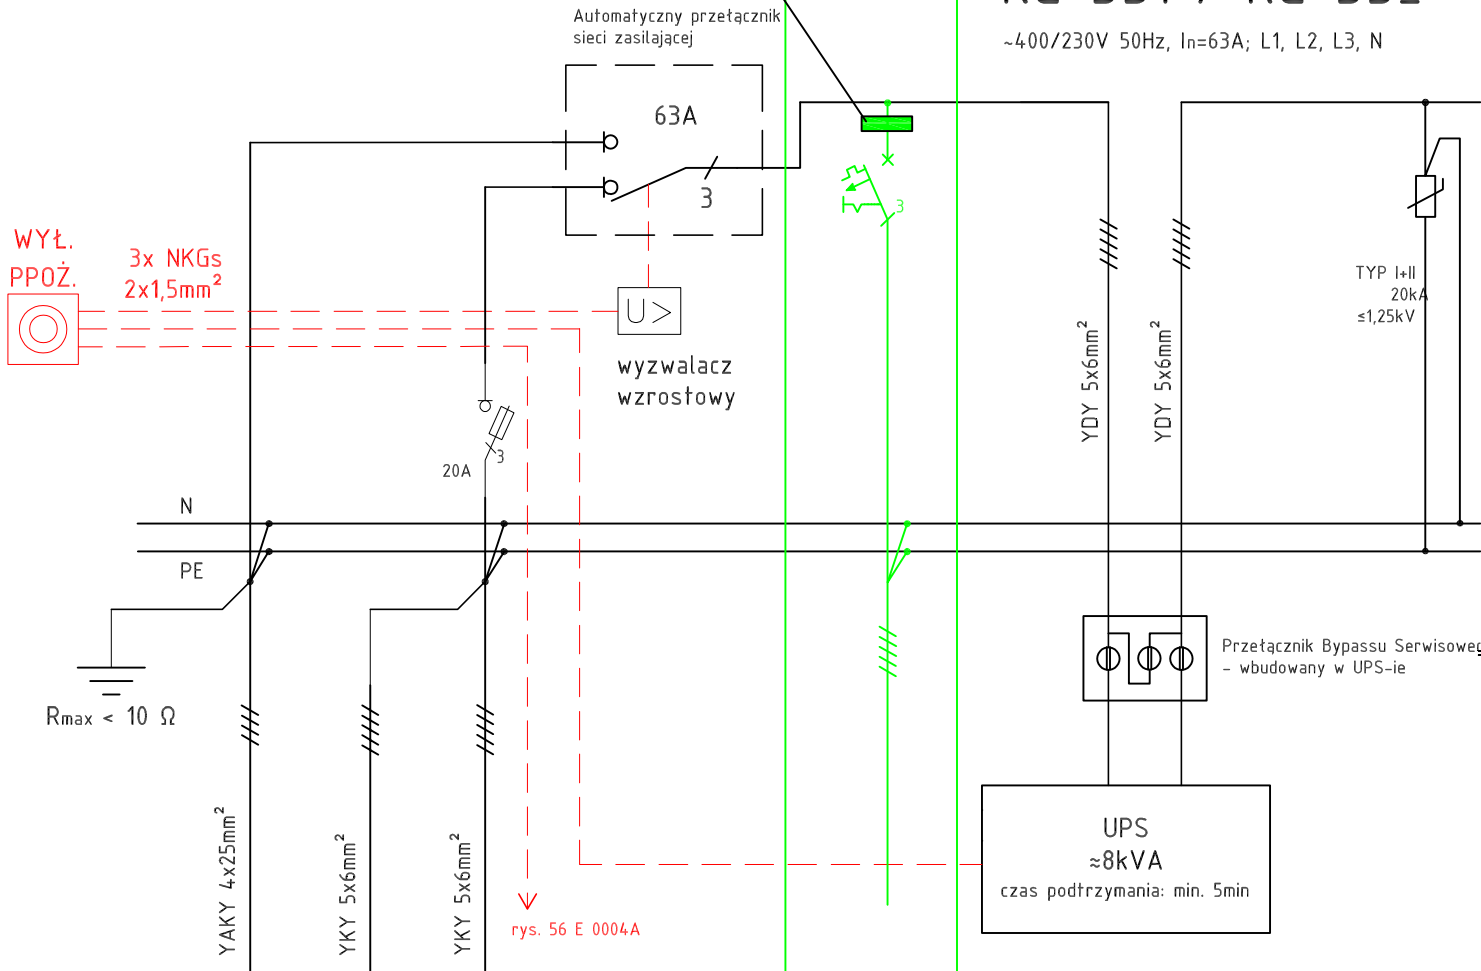 Automatyczny przełącznik
sieci zasilającej
~400/230V 50Hz, In=63A; L1, L2, L3, N
63A
3
3
WYŁ.
PPOŻ.
3x NKGs
2x1,5mm²
U>
wyzwalacz
wzrostowy
TYP I+II
20kA
≤1,25kV
YDY 5x6mm²
YDY 5x6mm²
20A
3
N
PE
Rmax < 10 Ω
Przełącznik Bypassu Serwisoweg
- wbudowany w UPS-ie
YAKY 4x25mm²
YKY 5x6mm²
YKY 5x6mm²
UPS
≈8kVA
czas podtrzymania: min. 5min
rys. 56 E 0004A